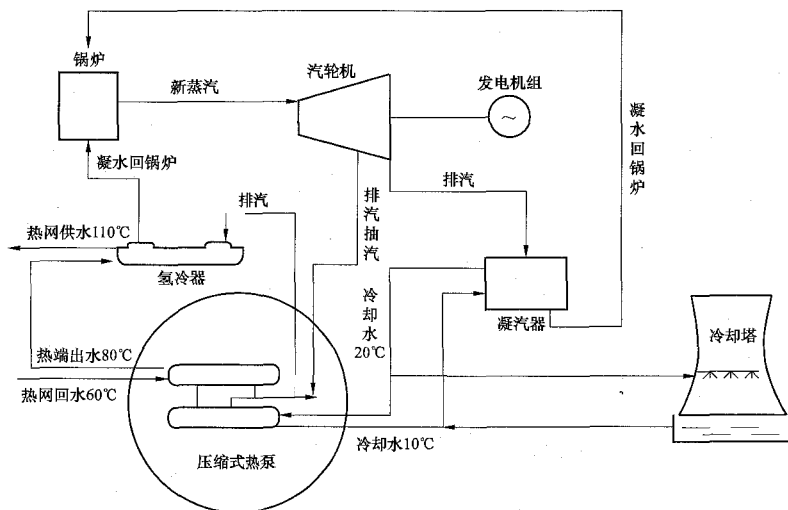 锅炉
新蒸汽
汽轮机
发电机组
～
凝水回锅炉
凝水回锅炉
排汽
排汽抽汽
排汽
热网供水110℃
氢冷器
冷却水20℃
凝汽器
冷却塔
热端出水80℃
热网回水60℃
冷却水10℃
压缩式热泵